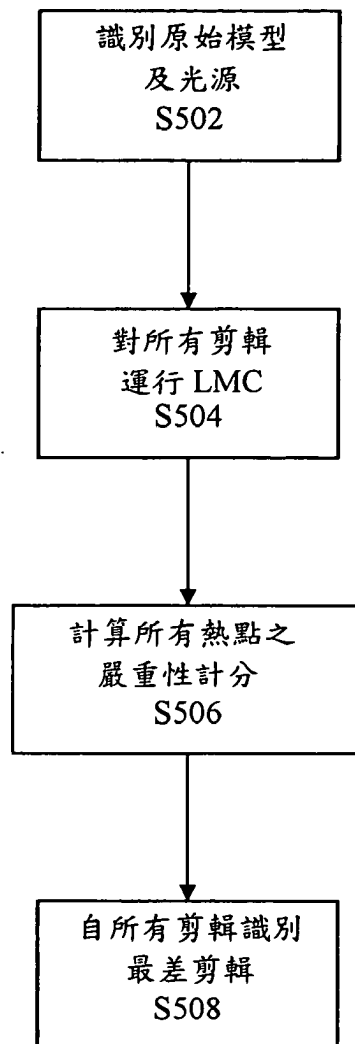 識別原始模型
及光源
S502
對所有剪輯
運行 LMC
S504
計算所有熱點之
嚴重性計分
S506
自所有剪輯識別
最差剪輯
S508